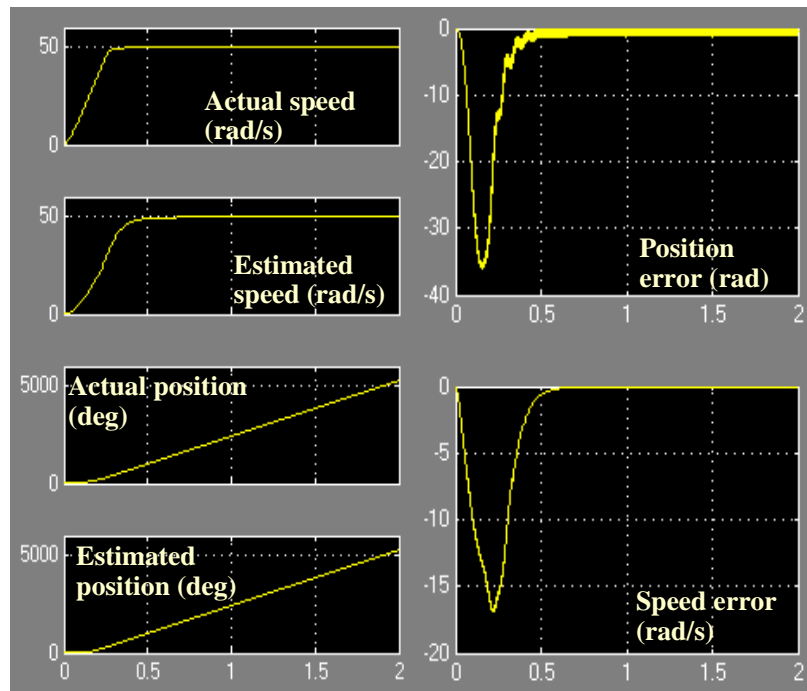 50
0
Actual speed
(rad/s)
50
0
Estimated
speed (rad/s)
5000
0
Actual position
(deg)
5000
0
Estimated
position (deg)
0 0.5 1 1.5 2
0
-10
-20
-30
-40
0 0.5 1 1.5 2
Position
error (rad)
0
-5
-10
-15
-20
0 0.5 1 1.5 2
Speed error
(rad/s)